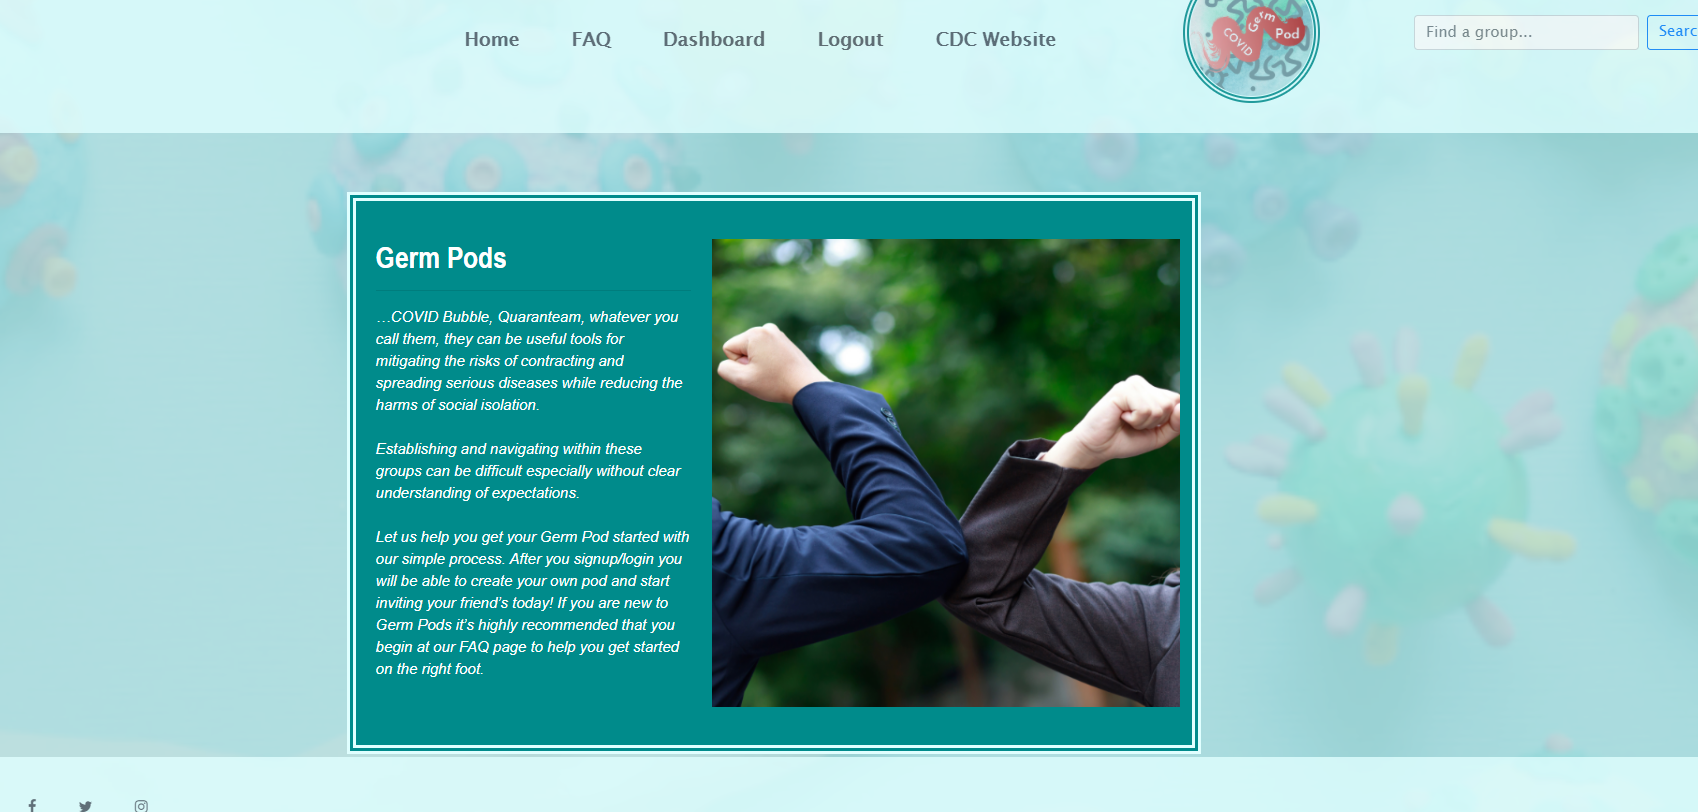 Home FAQ Dashboard Logout CDC Website
COVID Germ Pod
Find a group...
Searc
Germ Pods
...COVID Bubble, Quaranteam, whatever you
call them, they can be useful tools for
mitigating the risks of contracting and
spreading serious diseases while reducing the
harms of social isolation.
Establishing and navigating within these
groups can be difficult especially without clear
understanding of expectations.
Let us help you get your Germ Pod started with
our simple process. After you signup/login you
will be able to create your own pod and start
inviting your friend’s today! If you are new to
Germ Pods it’s highly recommended that you
begin at our FAQ page to help you get started
on the right foot.